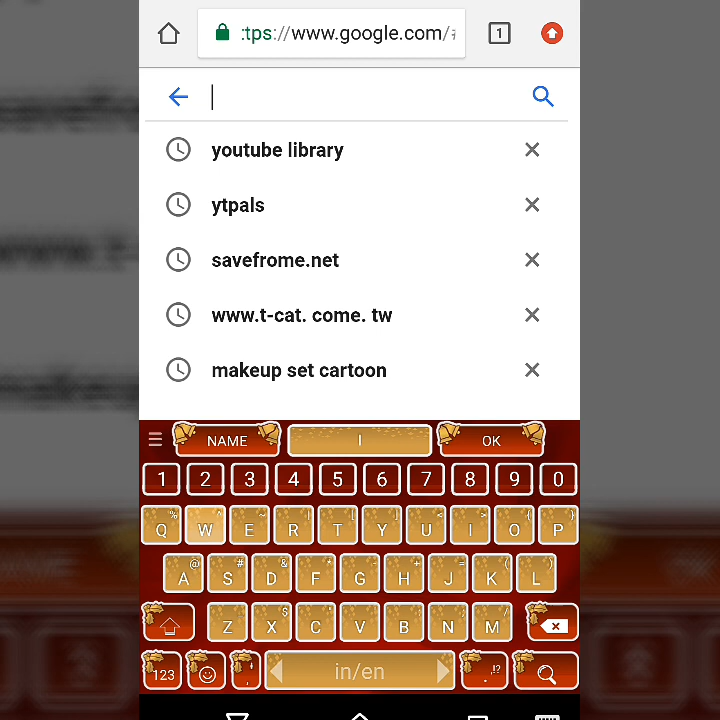 :tps://www.google.com/
1
youtube library
ytpals
savefrome.net
www.t-cat. come. tw
makeup set cartoon
NAME I OK
1 2 3 4 5 6 7 8 9 0
% ^ ~ | [ ] < > { }
Q W E R T Y U I O P
@ # & * - + = ( )
A S D F G H J K L
$ " ' : ; /
Z X C V B N M
123 , in/en . !?